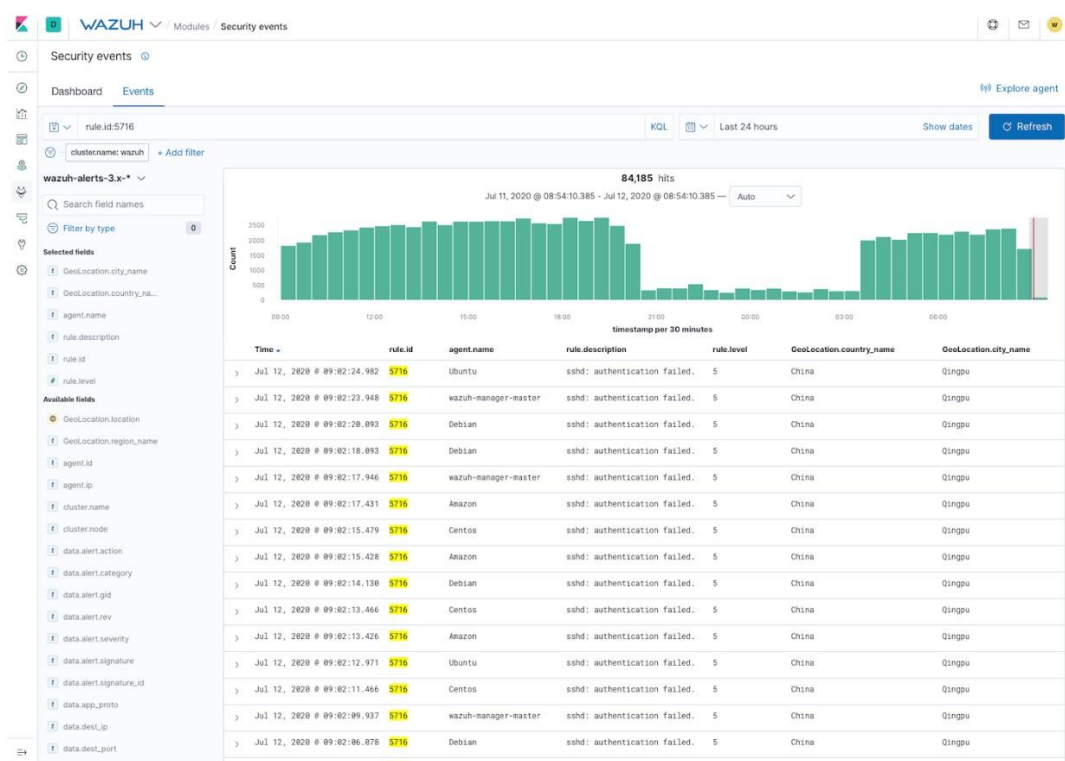 D WAZUH / Modules / Security events W
Security events
Dashboard Events Explore agent
rule.id:5716 KQL Last 24 hours Show dates Refresh
cluster.name: wazuh + Add filter
wazuh-alerts-3.x-*
Search field names
Filter by type 0
Selected fields
t GeoLocation.city_name
t GeoLocation.country_na...
t agent.name
t rule.description
t rule.id
# rule.level
Available fields
GeoLocation.location
t GeoLocation.region_name
t agent.id
t agent.ip
t cluster.name
t cluster.node
t data.alert.action
t data.alert.category
t data.alert.gid
t data.alert.rev
t data.alert.severity
t data.alert.signature
t data.alert.signature_id
t data.app_proto
t data.dest_ip
t data.dest_port
84,185 hits
Jul 11, 2020 @ 08:54:10.385 - Jul 12, 2020 @ 08:54:10.385 — Auto
Count
2500
2000
1500
1000
500
0
09:00 12:00 15:00 18:00 21:00 00:00 03:00 06:00
timestamp per 30 minutes
Time rule.id agent.name rule.description rule.level GeoLocation.country_name GeoLocation.city_name
Jul 12, 2020 @ 09:02:24.982 5716 Ubuntu sshd: authentication failed. 5 China Qingpu
Jul 12, 2020 @ 09:02:23.948 5716 wazuh-manager-master sshd: authentication failed. 5 China Qingpu
Jul 12, 2020 @ 09:02:20.093 5716 Debian sshd: authentication failed. 5 China Qingpu
Jul 12, 2020 @ 09:02:18.093 5716 Debian sshd: authentication failed. 5 China Qingpu
Jul 12, 2020 @ 09:02:17.946 5716 wazuh-manager-master sshd: authentication failed. 5 China Qingpu
Jul 12, 2020 @ 09:02:17.431 5716 Amazon sshd: authentication failed. 5 China Qingpu
Jul 12, 2020 @ 09:02:15.479 5716 Centos sshd: authentication failed. 5 China Qingpu
Jul 12, 2020 @ 09:02:15.428 5716 Amazon sshd: authentication failed. 5 China Qingpu
Jul 12, 2020 @ 09:02:14.130 5716 Debian sshd: authentication failed. 5 China Qingpu
Jul 12, 2020 @ 09:02:13.466 5716 Centos sshd: authentication failed. 5 China Qingpu
Jul 12, 2020 @ 09:02:13.426 5716 Amazon sshd: authentication failed. 5 China Qingpu
Jul 12, 2020 @ 09:02:12.971 5716 Ubuntu sshd: authentication failed. 5 China Qingpu
Jul 12, 2020 @ 09:02:11.466 5716 Centos sshd: authentication failed. 5 China Qingpu
Jul 12, 2020 @ 09:02:09.937 5716 wazuh-manager-master sshd: authentication failed. 5 China Qingpu
Jul 12, 2020 @ 09:02:06.078 5716 Debian sshd: authentication failed. 5 China Qingpu